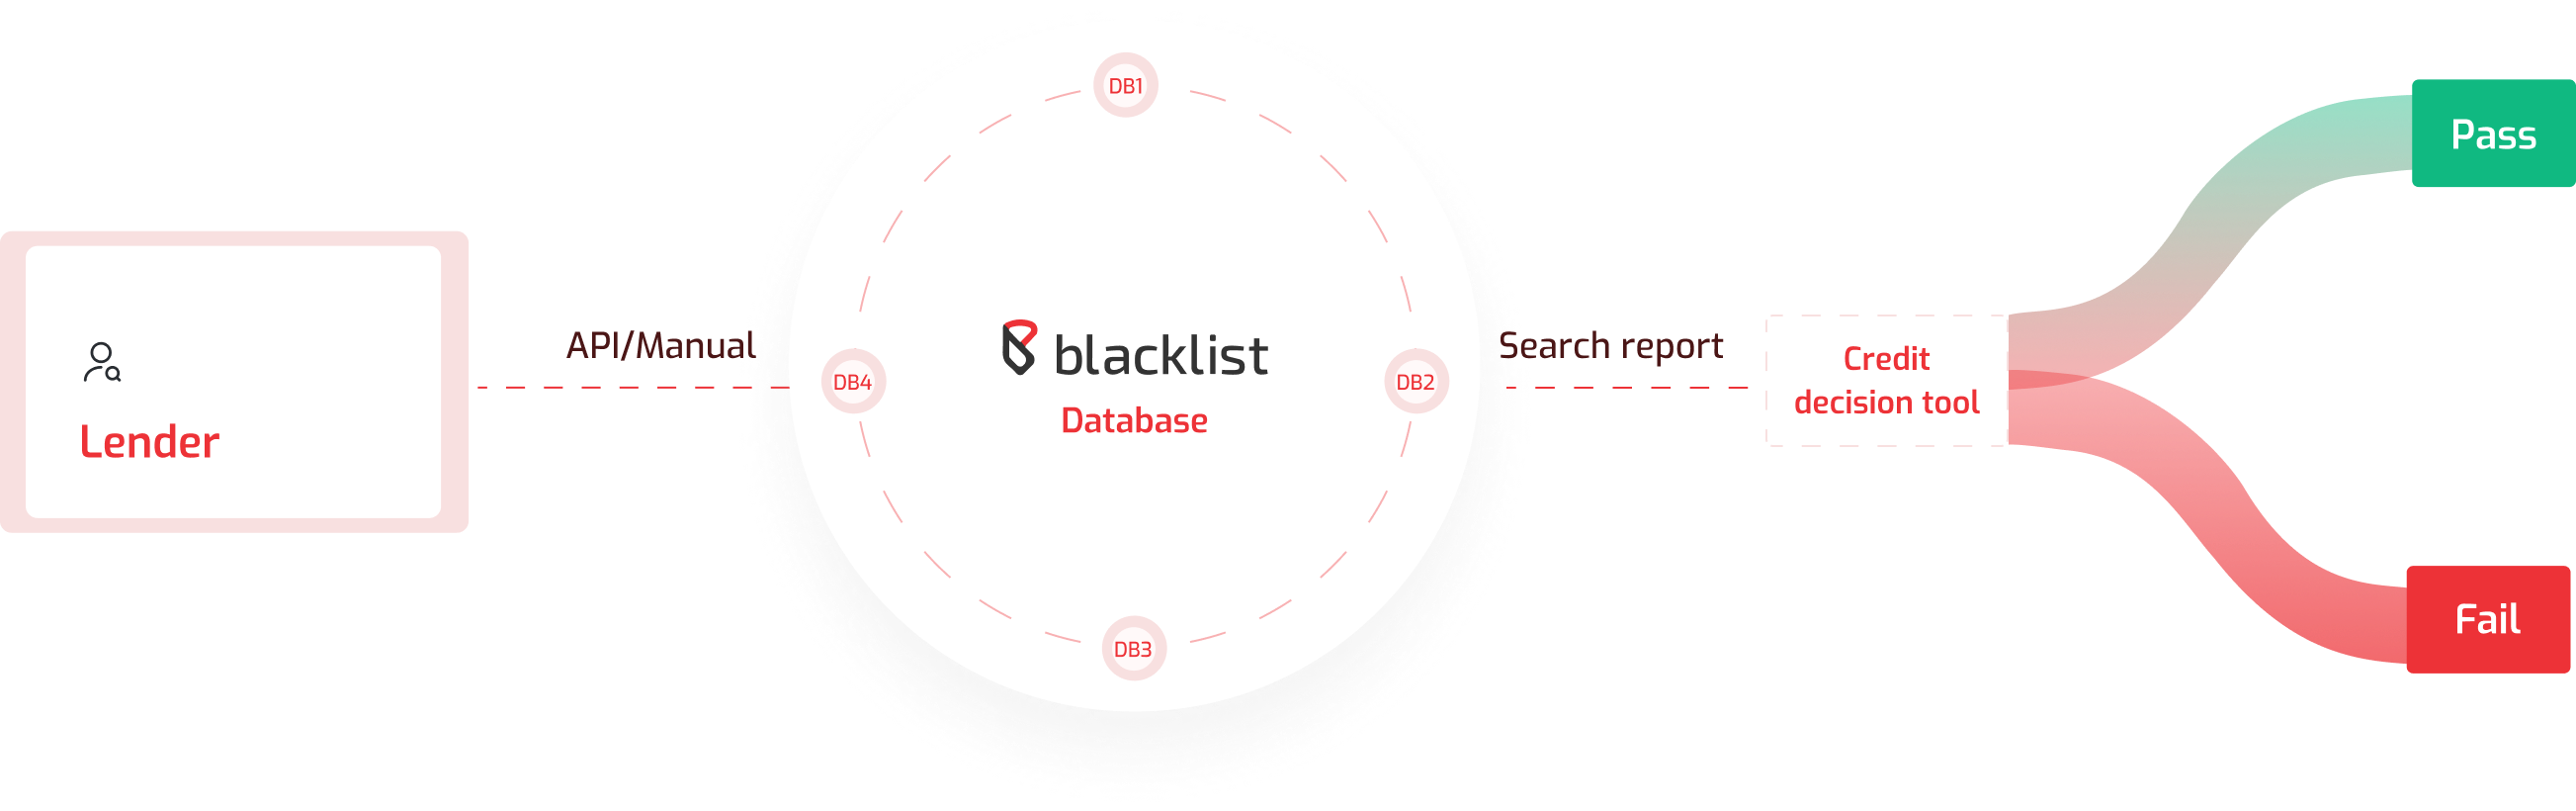 Lender
API/Manual
DB1
DB4
blacklist
Database
DB2
DB3
Search report
Credit
decision tool
Pass
Fail